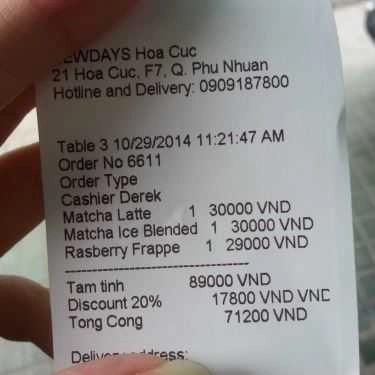 EWDAYS Hoa Cuc
21 Hoa Cuc, F7, Q. Phu Nhuan
Hotline and Delivery: 0909187800
Table 3 10/29/2014 11:21:47 AM
Order No 6611
Order Type
Cashier Derek
Matcha Latte 1 30000 VND
Matcha Ice Blended 1 30000 VND
Rasberry Frappe 1 29000 VND
Tam tinh 89000 VND
Discount 20% 17800 VND VND
Tong Cong 71200 VND
Delivery address: